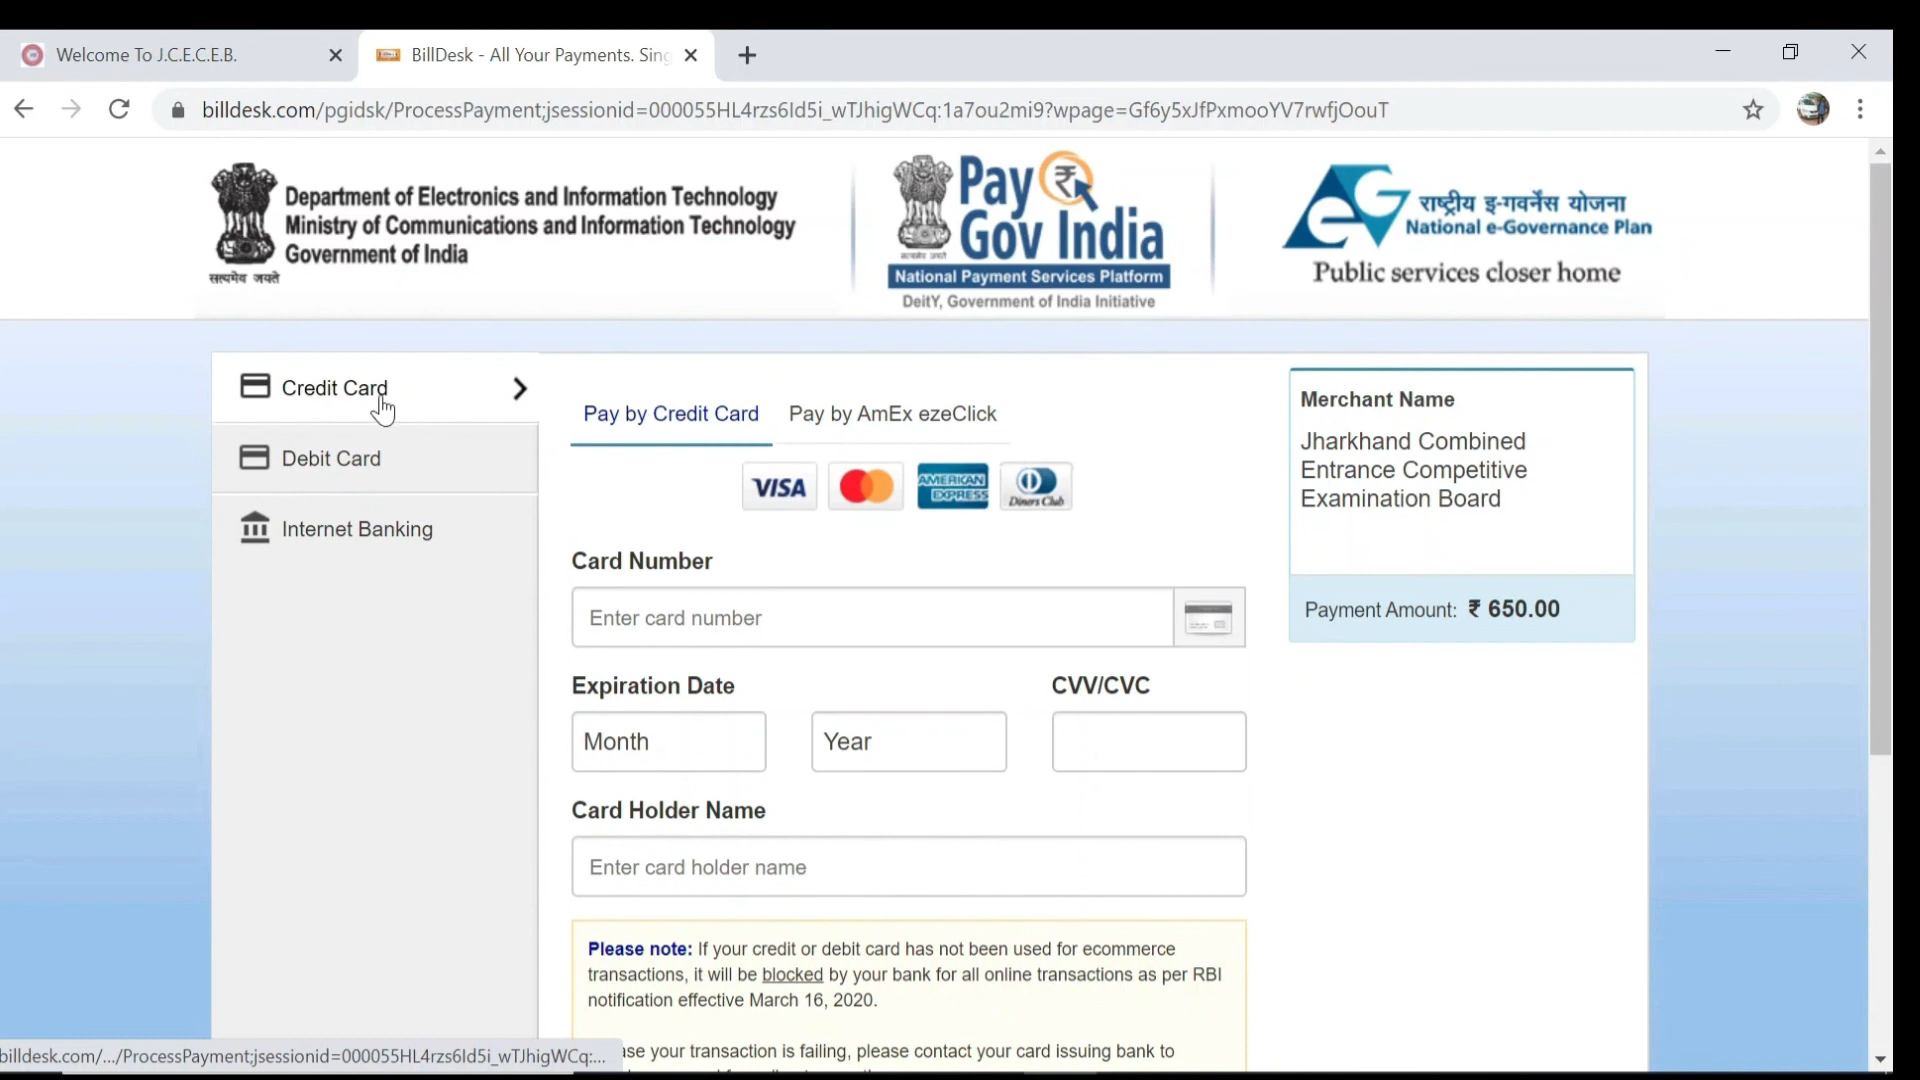 Welcome To J.C.E.C.E.B.
BillDesk - All Your Payments. Sing
billdesk.com/pgidsk/ProcessPayment;jsessionid=000055HL4rzs6Id5i_wTJhigWCq:1a7ou2mi9?wpage=Gf6y5xJfPxmooYV7rwfjOouT
सत्यमेव जयते
Department of Electronics and Information Technology
Ministry of Communications and Information Technology
Government of India
Pay
Gov India
सत्यमेव जयते
National Payment Services Platform
DeitY, Government of India Initiative
राष्ट्रीय इ-गवर्नेंस योजना
National e-Governance Plan
Public services closer home
Credit Card
Debit Card
Internet Banking
Pay by Credit Card
Pay by AmEx ezeClick
VISA
AMERICAN
EXPRESS
Diners Club
Card Number
Enter card number
Expiration Date
CVV/CVC
Month
Year
Card Holder Name
Enter card holder name
Please note: If your credit or debit card has not been used for ecommerce
transactions, it will be blocked by your bank for all online transactions as per RBI
notification effective March 16, 2020.
se your transaction is failing, please contact your card issuing bank to
Merchant Name
Jharkhand Combined
Entrance Competitive
Examination Board
Payment Amount: ₹ 650.00
billdesk.com/.../ProcessPayment;jsessionid=000055HL4rzs6Id5i_wTJhigWCq:...